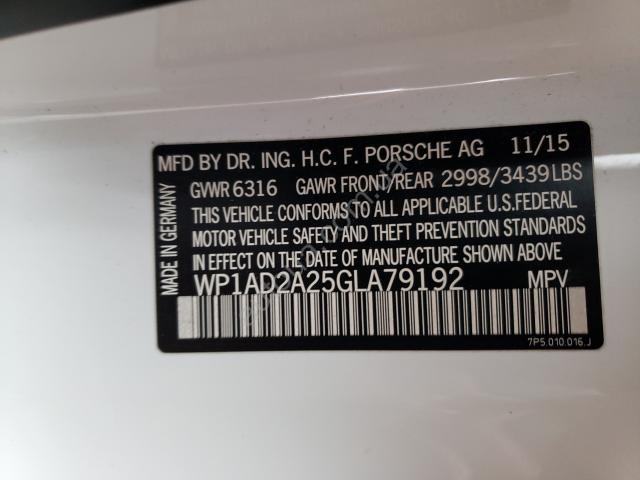 MFD BY DR. ING. H.C. F. PORSCHE AG 11/15
GVWR 6316 GAWR FRONT/REAR 2998/3439 LBS
THIS VEHICLE CONFORMS TO ALL APPLICABLE U.S.FEDERAL
MOTOR VEHICLE SAFETY AND THEFT PREVENTION STANDARDS
IN EFFECT ON THE DATE OF MANUFACTURE SHOWN ABOVE.
WP1AD2A25GLA79192 MPV
7P5.010.016.J
MADE IN GERMANY